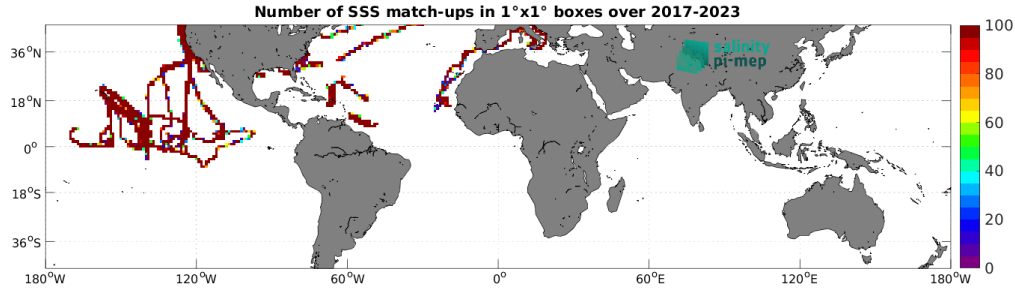 Number of SSS match-ups in 1°x1° boxes over 2017-2023
36°N
18°N
0°
18°S
36°S
180°W
120°W
60°W
0°
60°E
120°E
180°W
salinity
pi-mep
100
80
60
40
20
0